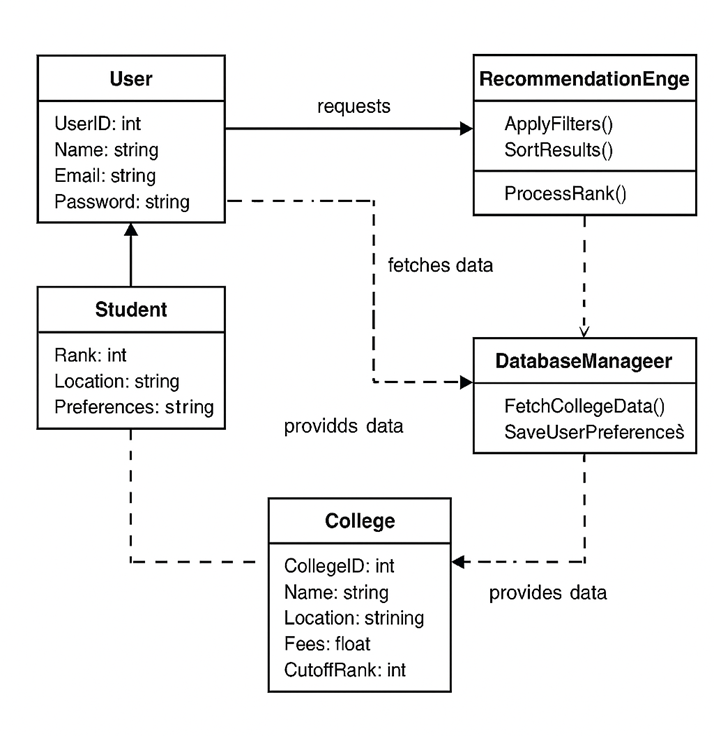 User
UserID: int
Name: string
Email: string
Password: string
requests
RecommendationEnge
ApplyFilters()
SortResults()
ProcessRank()
fetches data
Student
Rank: int
Location: string
Preferences: string
DatabaseManageer
FetchCollegeData()
SaveUserPreferences̀
providds data
College
CollegeID: int
Name: string
Location: strining
Fees: float
CutoffRank: int
provides data